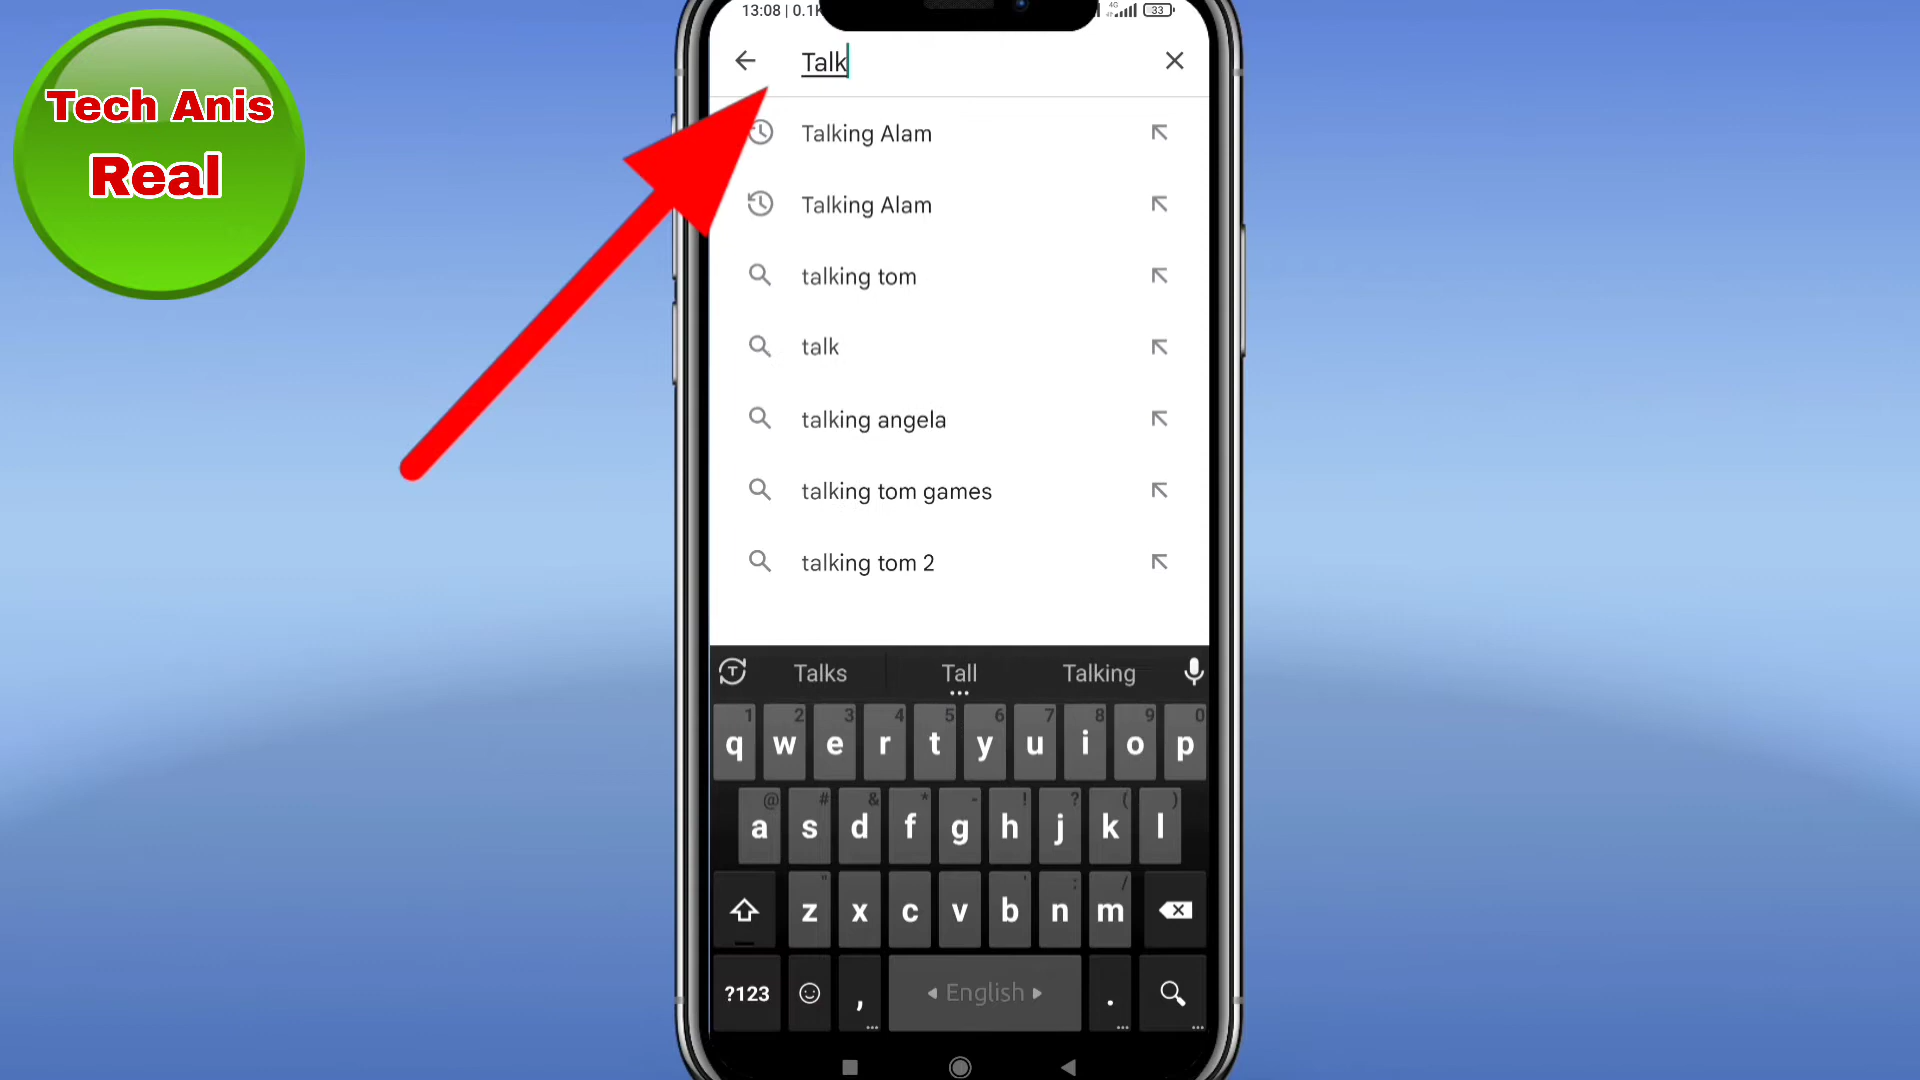 Tech Anis
Real
13:08 | 0.1K
4G
33
Talk
Talking Alam
Talking Alam
talking tom
talk
talking angela
talking tom games
talking tom 2
Talks Tall Talking
1 2 3 4 5 6 7 8 9 0
q w e r t y u i o p
@ # & * - ! ? ( )
a s d f g h j k l
" ' : /
z x c v b n m
?123 , English .